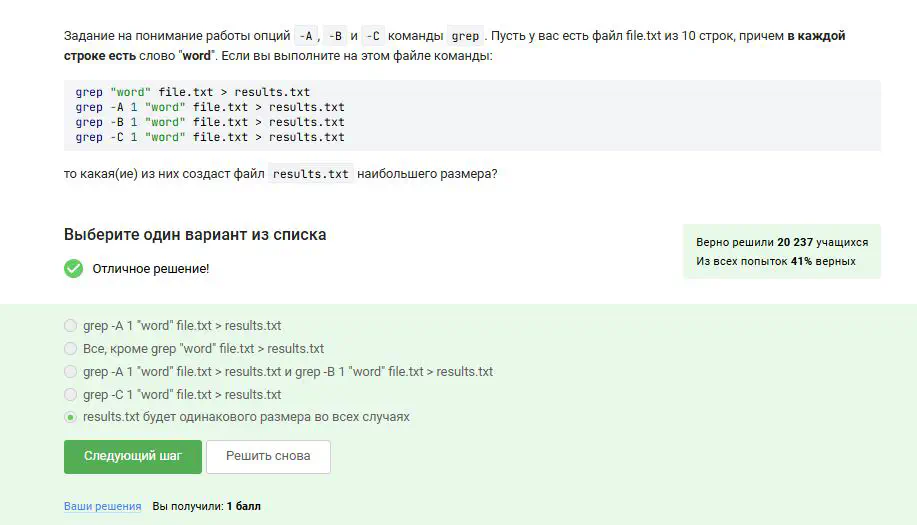 Задание на понимание работы опций -A, -B и -C команды grep. Пусть у вас есть файл file.txt из 10 строк, причем в каждой
строке есть слово "word". Если вы выполните на этом файле команды:
grep "word" file.txt > results.txt
grep -A 1 "word" file.txt > results.txt
grep -B 1 "word" file.txt > results.txt
grep -C 1 "word" file.txt > results.txt
то какая(ие) из них создаст файл results.txt наибольшего размера?
Выберите один вариант из списка
Отличное решение!
Верно решили 20 237 учащихся
Из всех попыток 41% верных
grep -A 1 "word" file.txt > results.txt
Все, кроме grep "word" file.txt > results.txt
grep -A 1 "word" file.txt > results.txt и grep -B 1 "word" file.txt > results.txt
grep -C 1 "word" file.txt > results.txt
results.txt будет одинакового размера во всех случаях
Следующий шаг
Решить снова
Ваши решения Вы получили: 1 балл